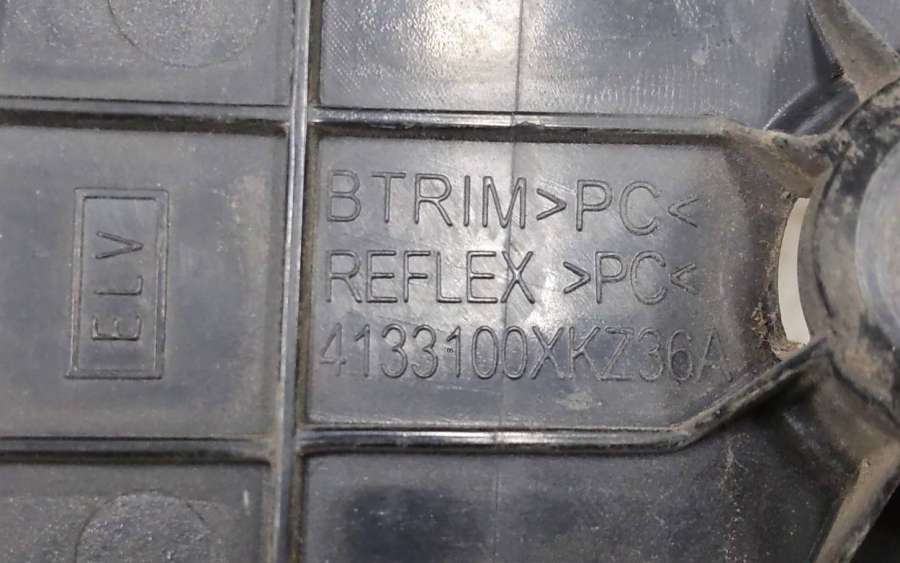 ELV
BTRIM>PC<
REFLEX >PC<
4133100XKZ36A